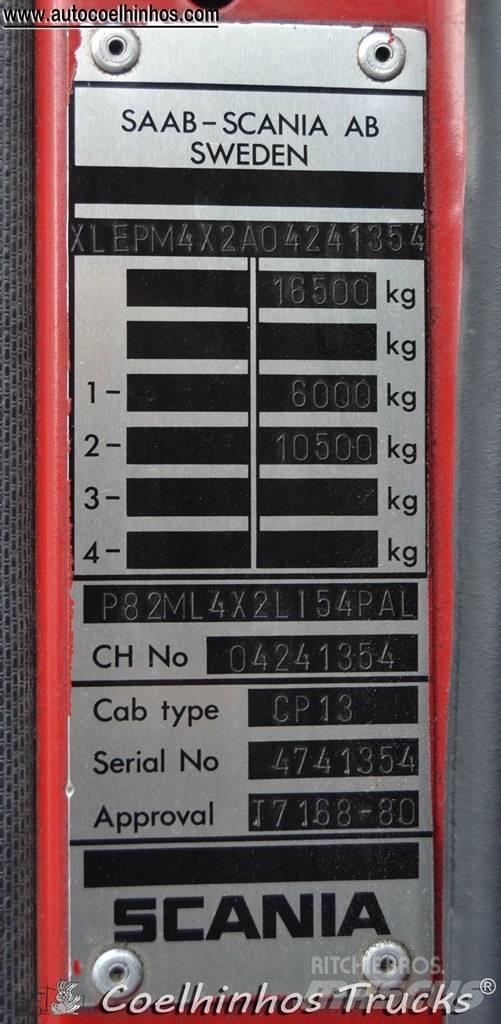 www.autocoelhinhos.com
SAAB-SCANIA AB
SWEDEN
XLEPM4X2A04241354
16500 kg
kg
1- 6000 kg
2- 10500 kg
3- kg
4- kg
P82ML4X2LI54PAL
CH No 04241354
Cab type CP13
Serial No 4741354
Approval T7168-80
SCANIA
RITCHIE BROS.
Coelhinhos Trucks®